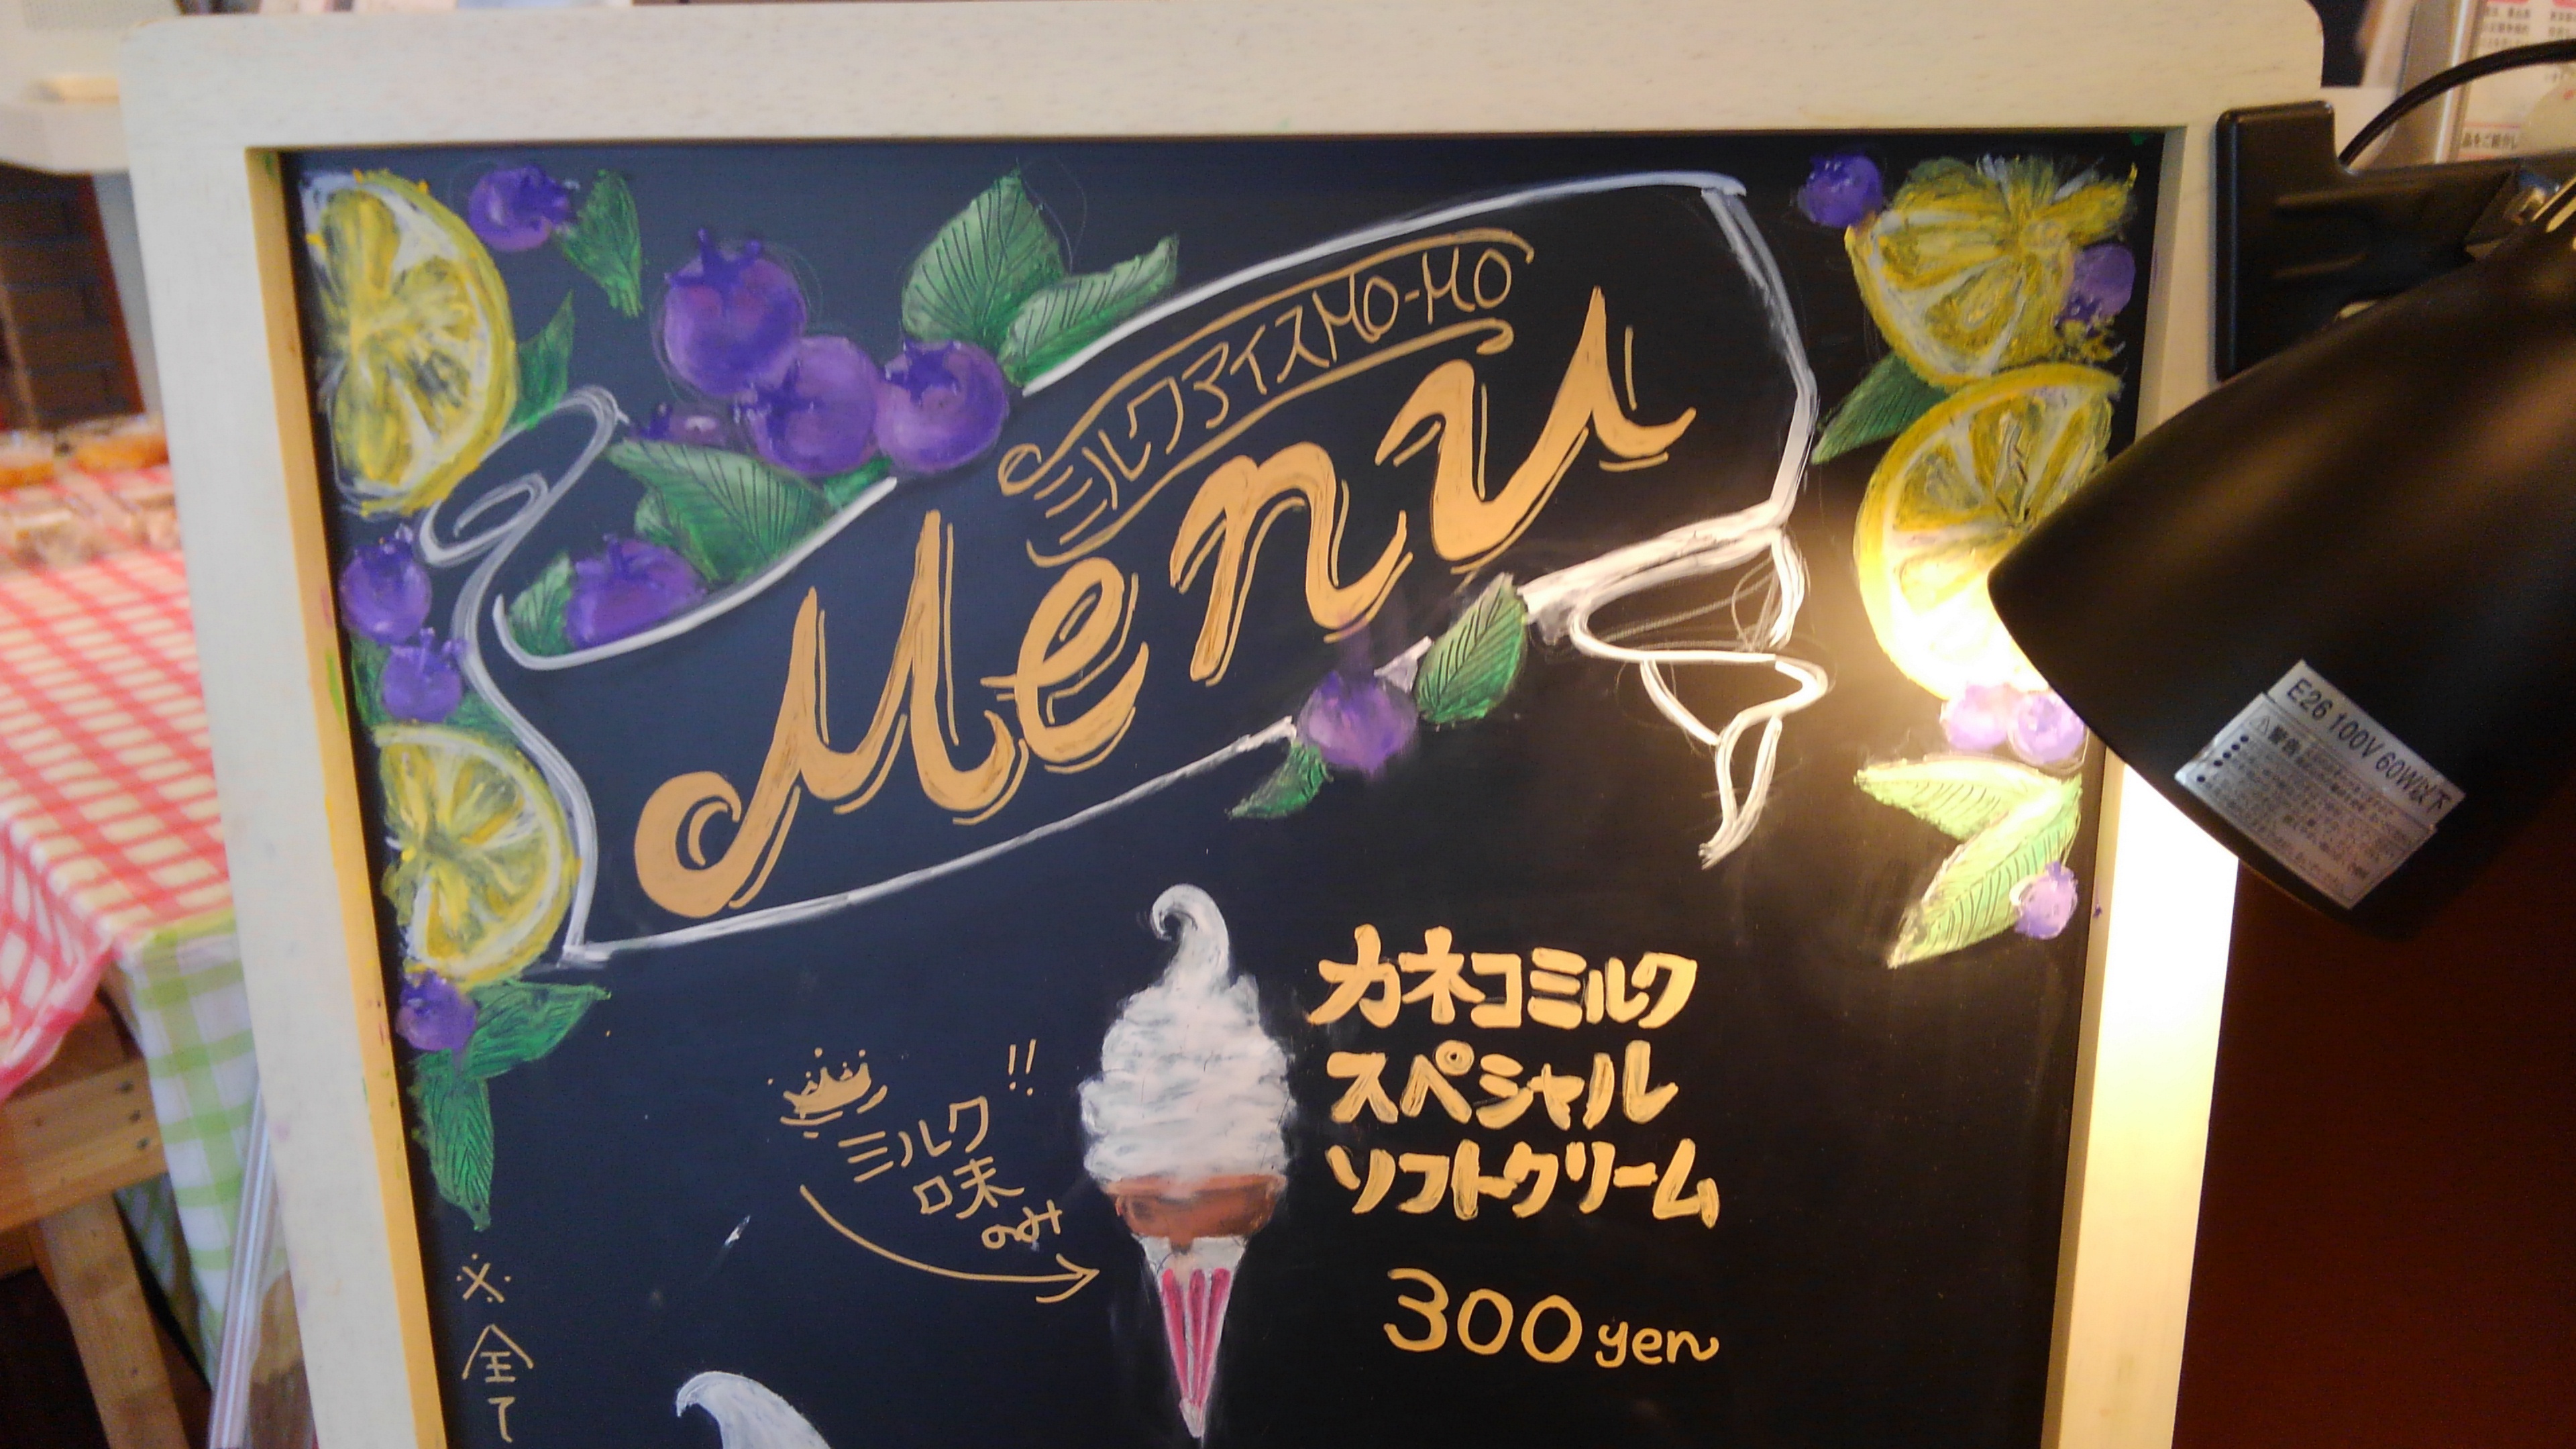 ミルクアイスMO-MO
Menu
カネコミルク
スペシャル
ソフトクリーム
300yen
ミルク!!
味
のみ
※全て
E26 100V 60W以下
警告